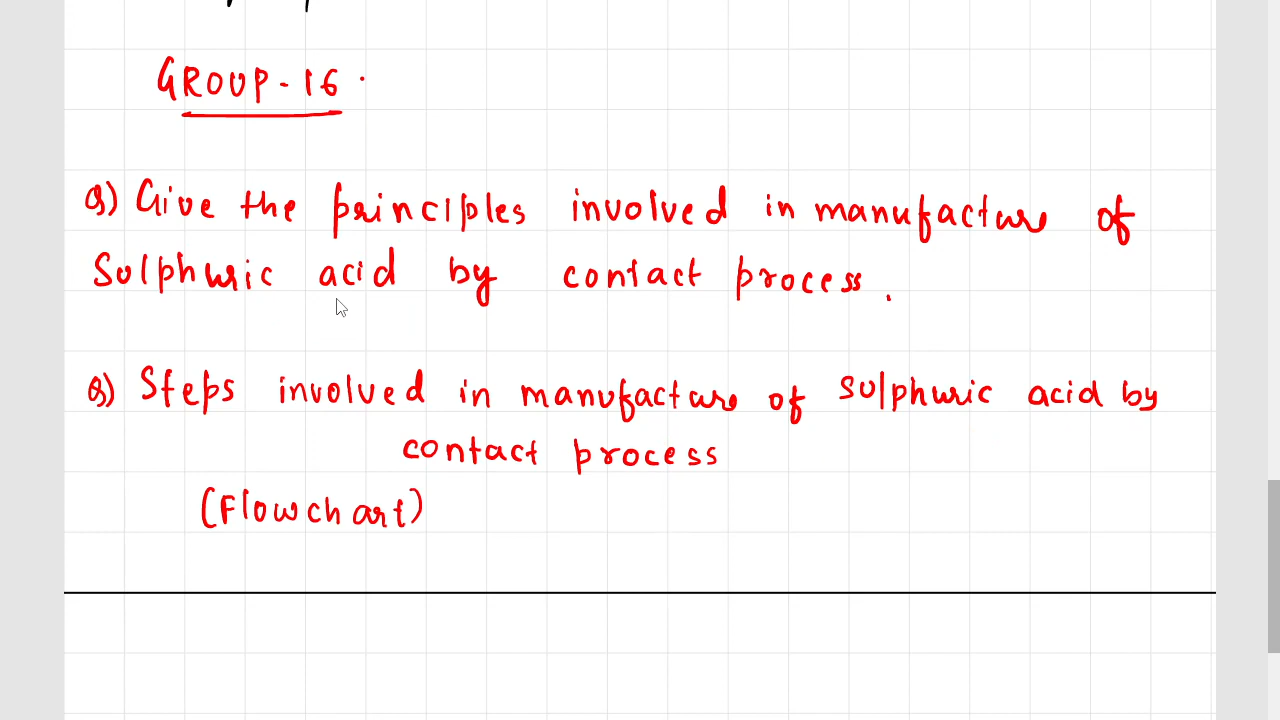 GROUP-16.
Q) Give the principles involved in manufacture of
Sulphuric acid by contact process.
Q) Steps involved in manufacture of sulphuric acid by
contact process
(Flowchart)